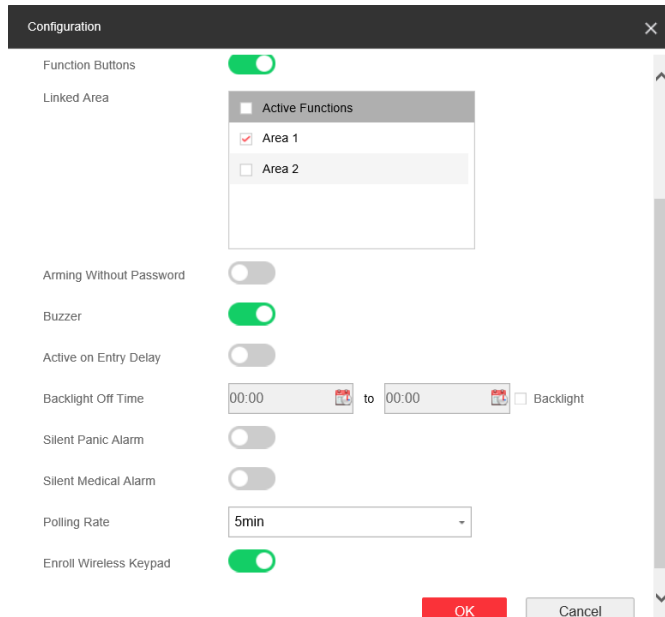 Configuration
Function Buttons
Linked Area
Active Functions
Area 1
Area 2
Arming Without Password
Buzzer
Active on Entry Delay
Backlight Off Time 00:00 to 00:00 Backlight
Silent Panic Alarm
Silent Medical Alarm
Polling Rate 5min
Enroll Wireless Keypad
OK Cancel